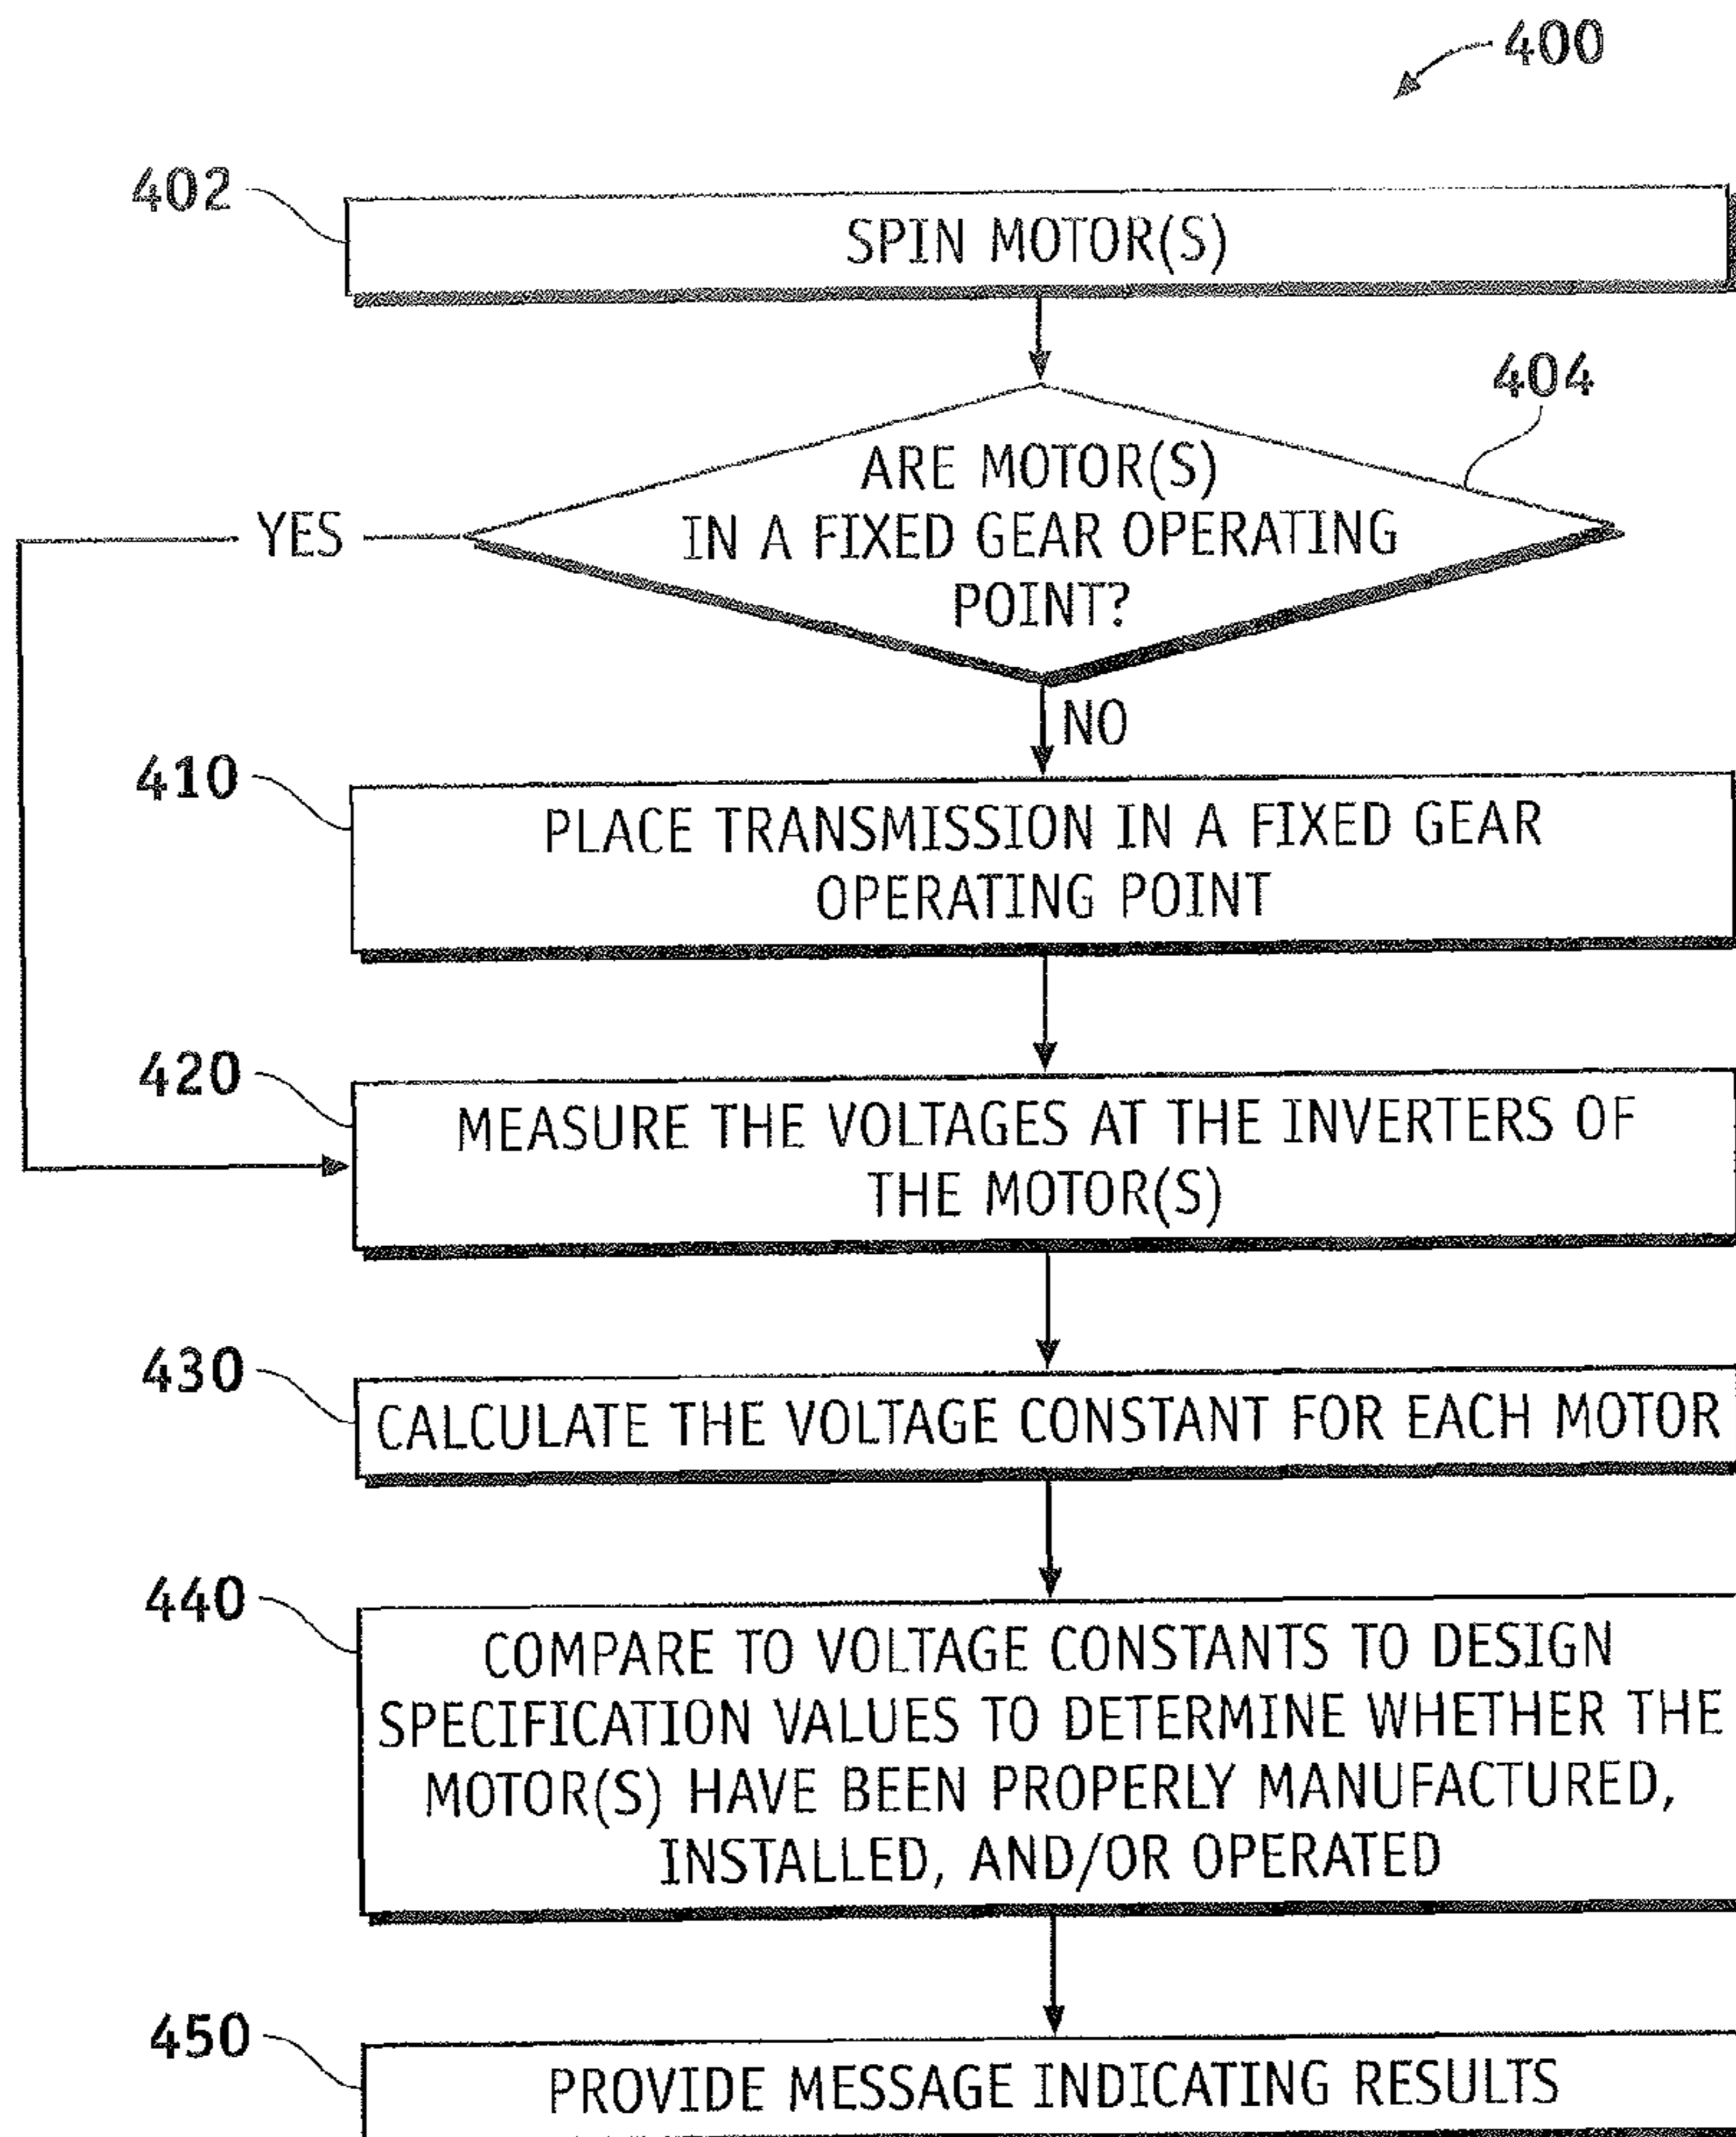 400
402
SPIN MOTOR(S)
404
ARE MOTOR(S)
IN A FIXED GEAR OPERATING
POINT?
YES
NO
410
PLACE TRANSMISSION IN A FIXED GEAR
OPERATING POINT
420
MEASURE THE VOLTAGES AT THE INVERTERS OF
THE MOTOR(S)
430
CALCULATE THE VOLTAGE CONSTANT FOR EACH MOTOR
440
COMPARE TO VOLTAGE CONSTANTS TO DESIGN
SPECIFICATION VALUES TO DETERMINE WHETHER THE
MOTOR(S) HAVE BEEN PROPERLY MANUFACTURED,
INSTALLED, AND/OR OPERATED
450
PROVIDE MESSAGE INDICATING RESULTS